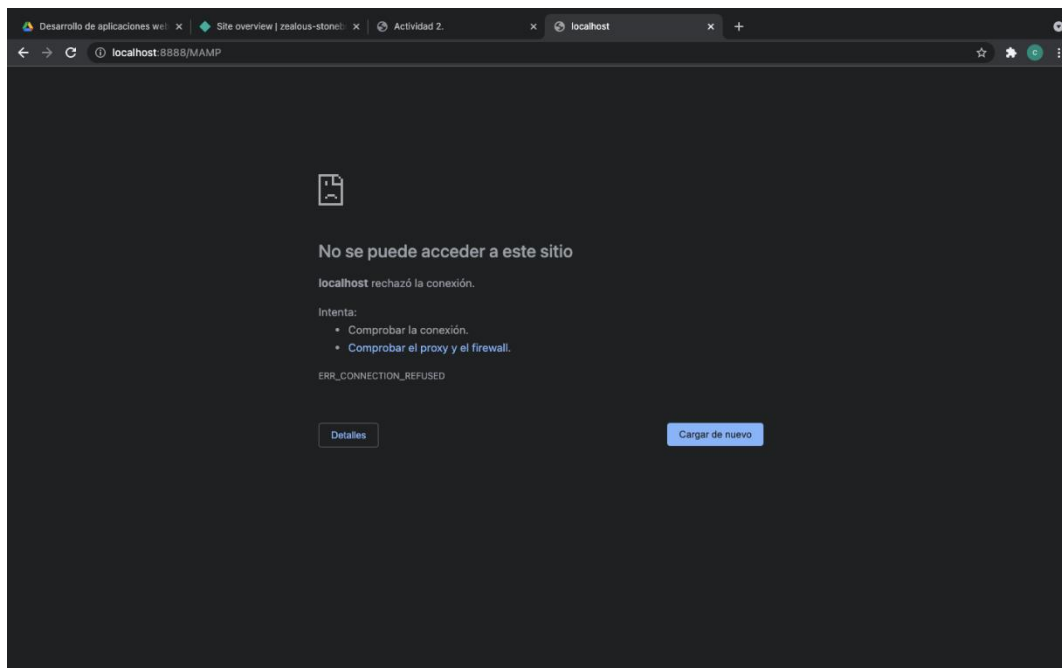 Desarrollo de aplicaciones web
Site overview | zealous-stoneb
Actividad 2.
localhost
localhost:8888/MAMP
C
No se puede acceder a este sitio
localhost rechazó la conexión.
Intenta:
• Comprobar la conexión.
• Comprobar el proxy y el firewall.
ERR_CONNECTION_REFUSED
Detalles
Cargar de nuevo